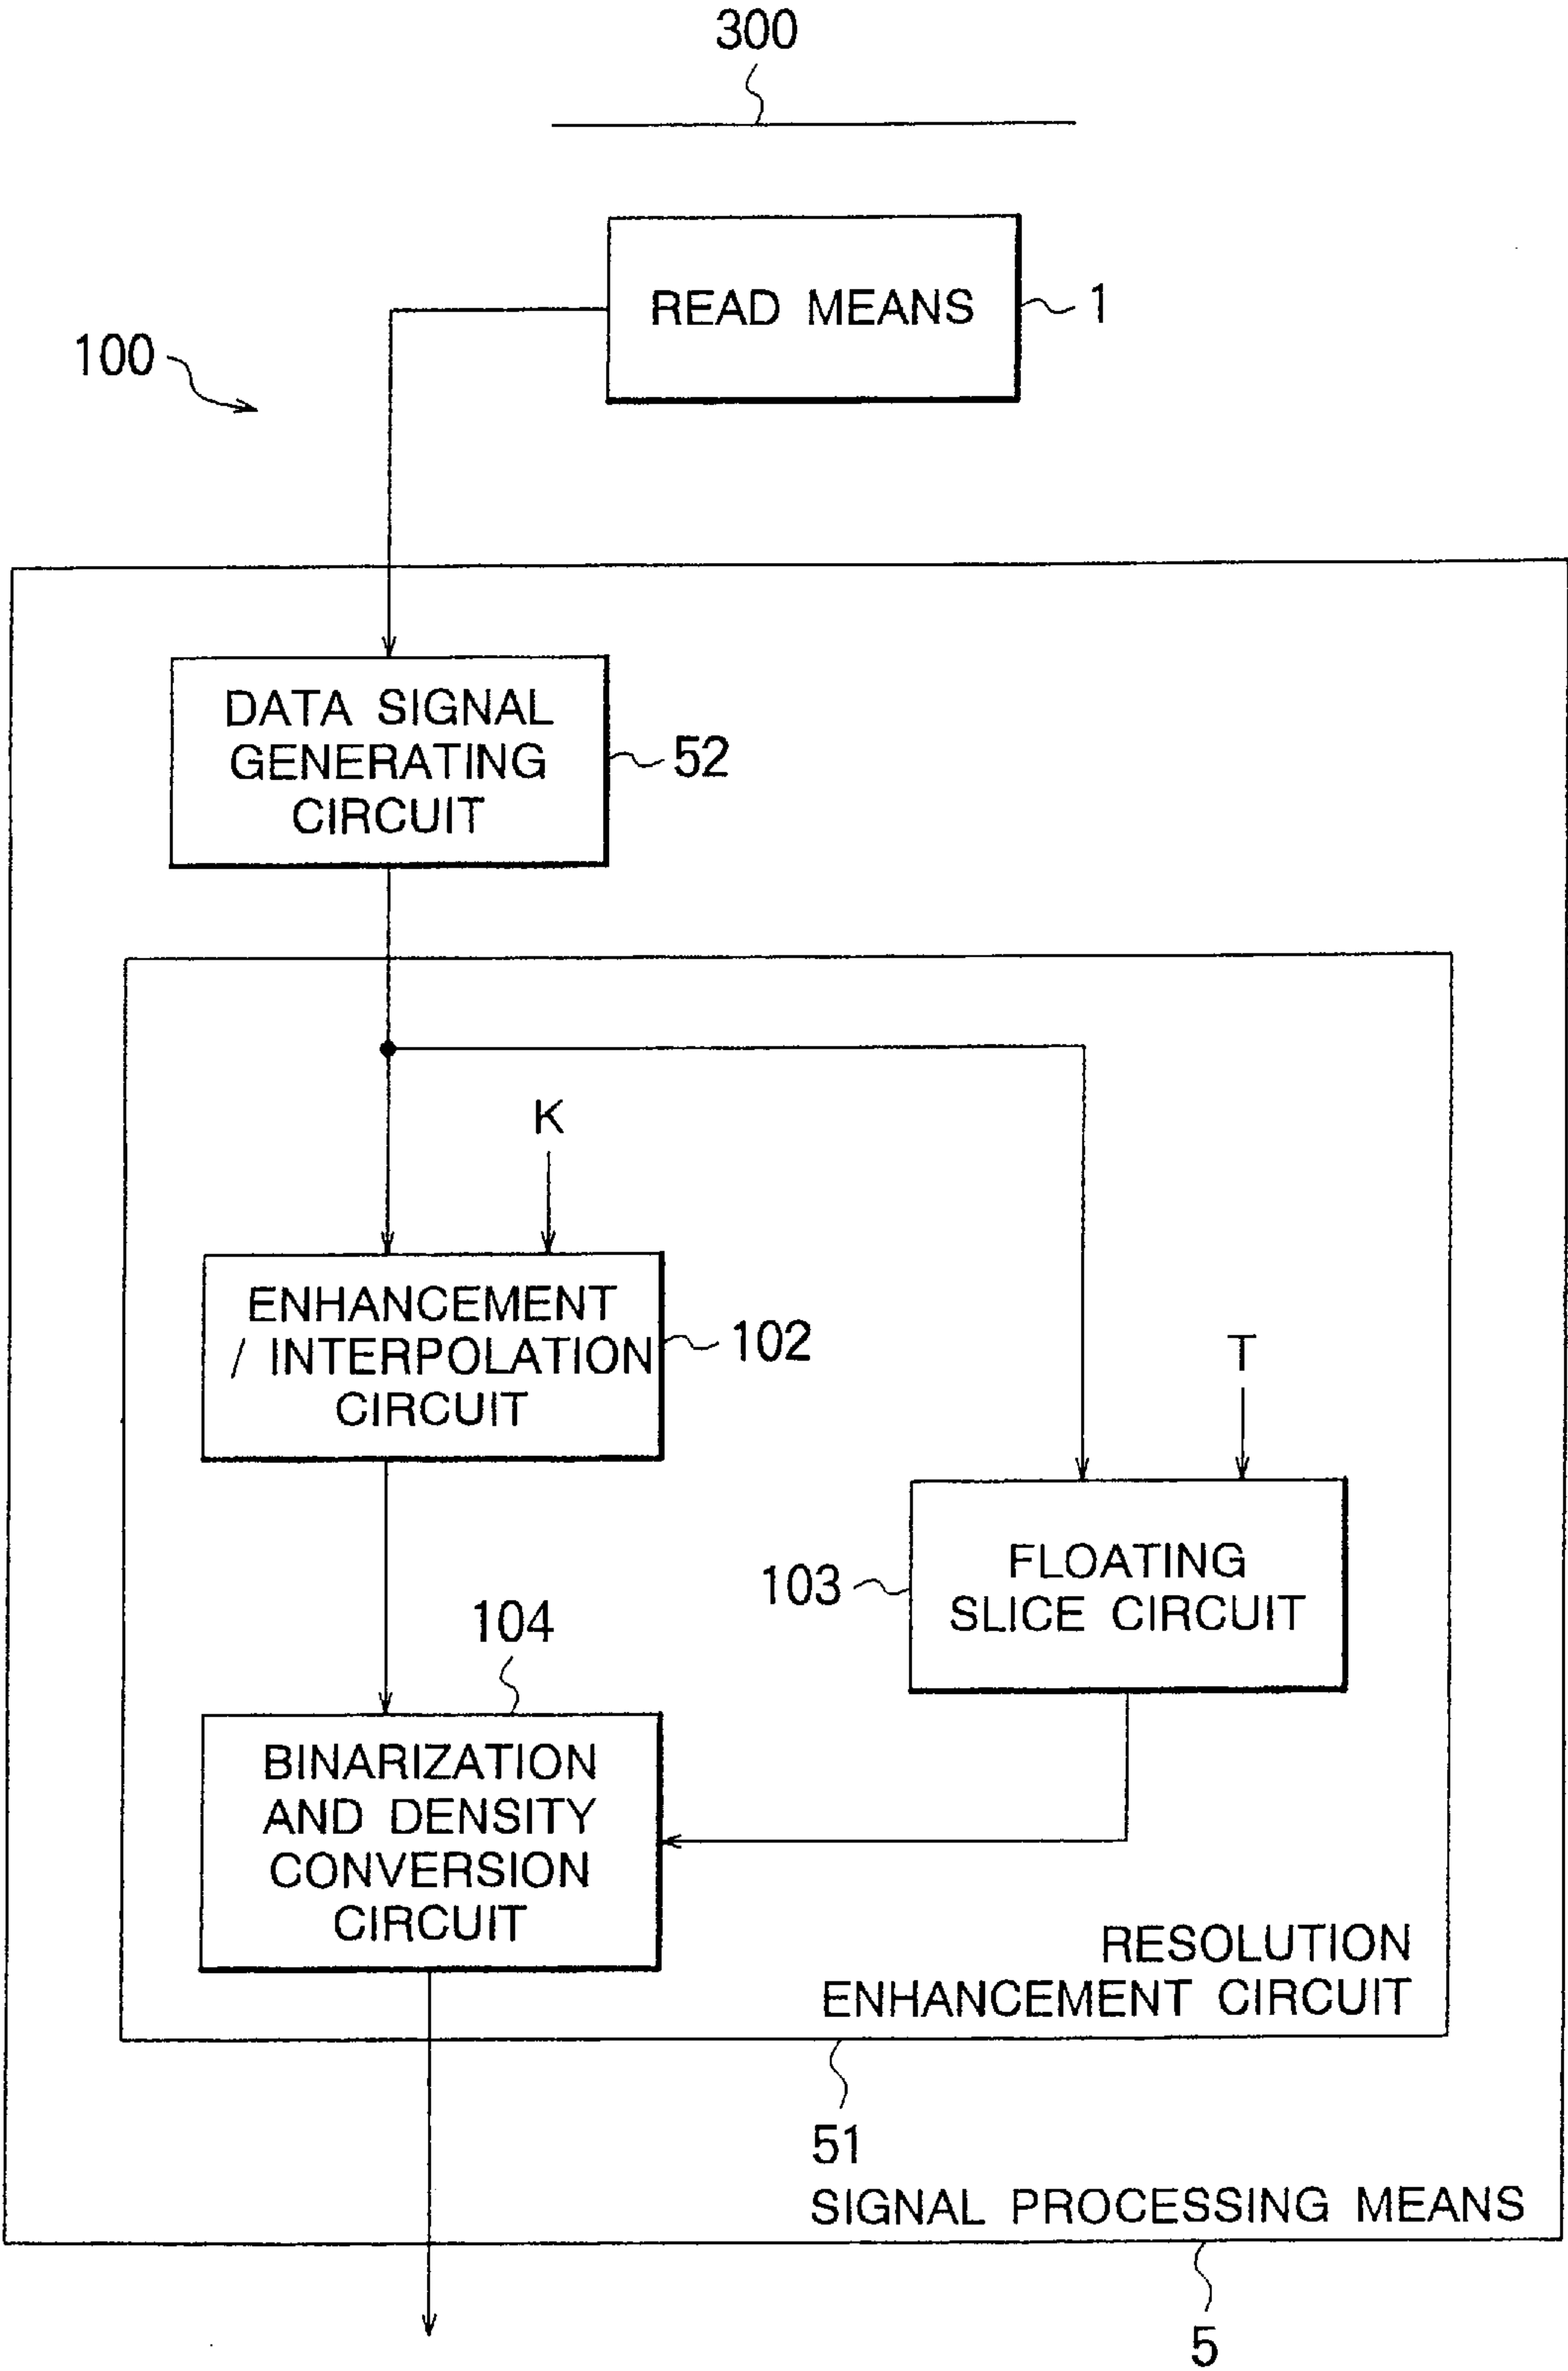 300
READ MEANS
1
100
DATA SIGNAL
GENERATING
CIRCUIT
52
K
ENHANCEMENT
/ INTERPOLATION
CIRCUIT
102
T
FLOATING
SLICE CIRCUIT
103
104
BINARIZATION
AND DENSITY
CONVERSION
CIRCUIT
RESOLUTION
ENHANCEMENT CIRCUIT
51
SIGNAL PROCESSING MEANS
5